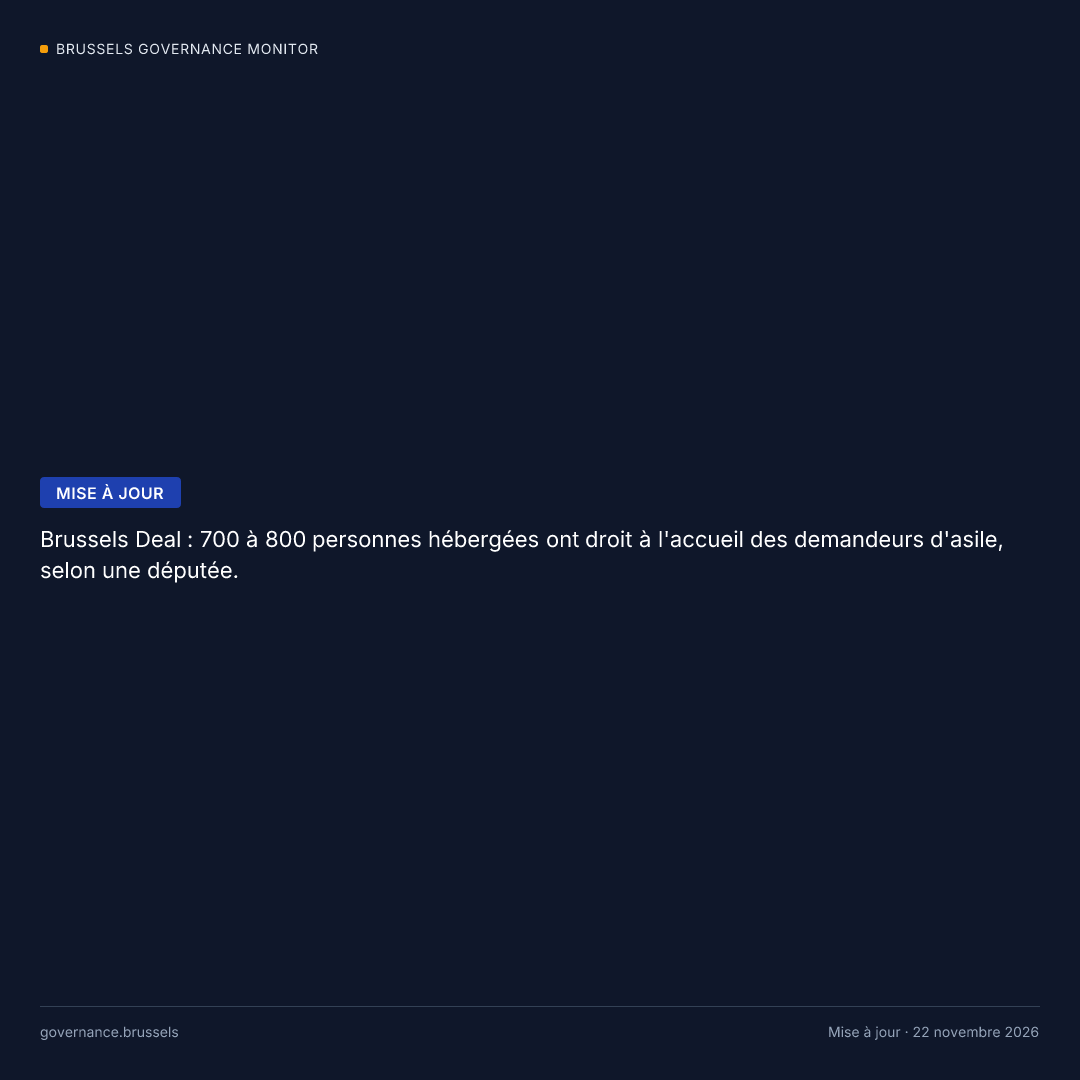 BRUSSELS GOVERNANCE MONITOR
MISE À JOUR
Brussels Deal : 700 à 800 personnes hébergées ont droit à l'accueil des demandeurs d'asile,
selon une députée.
governance.brussels
Mise à jour · 22 novembre 2026